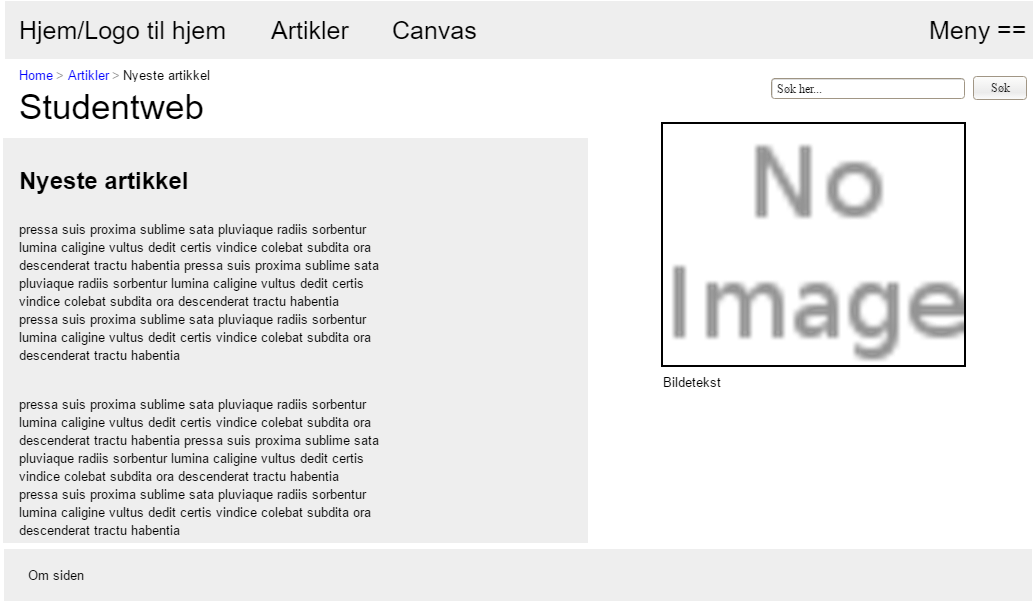 Hjem/Logo til hjem Artikler Canvas Meny ==
Home > Artikler > Nyeste artikkel
Søk her... Søk
Studentweb
Nyeste artikkel
pressa suis proxima sublime sata pluviaque radiis sorbentur
lumina caligine vultus dedit certis vindice colebat subdita ora
descenderat tractu habentia pressa suis proxima sublime sata
pluviaque radiis sorbentur lumina caligine vultus dedit certis
vindice colebat subdita ora descenderat tractu habentia
pressa suis proxima sublime sata pluviaque radiis sorbentur
lumina caligine vultus dedit certis vindice colebat subdita ora
descenderat tractu habentia
pressa suis proxima sublime sata pluviaque radiis sorbentur
lumina caligine vultus dedit certis vindice colebat subdita ora
descenderat tractu habentia pressa suis proxima sublime sata
pluviaque radiis sorbentur lumina caligine vultus dedit certis
vindice colebat subdita ora descenderat tractu habentia
pressa suis proxima sublime sata pluviaque radiis sorbentur
lumina caligine vultus dedit certis vindice colebat subdita ora
descenderat tractu habentia
No
Image
Bildetekst
Om siden